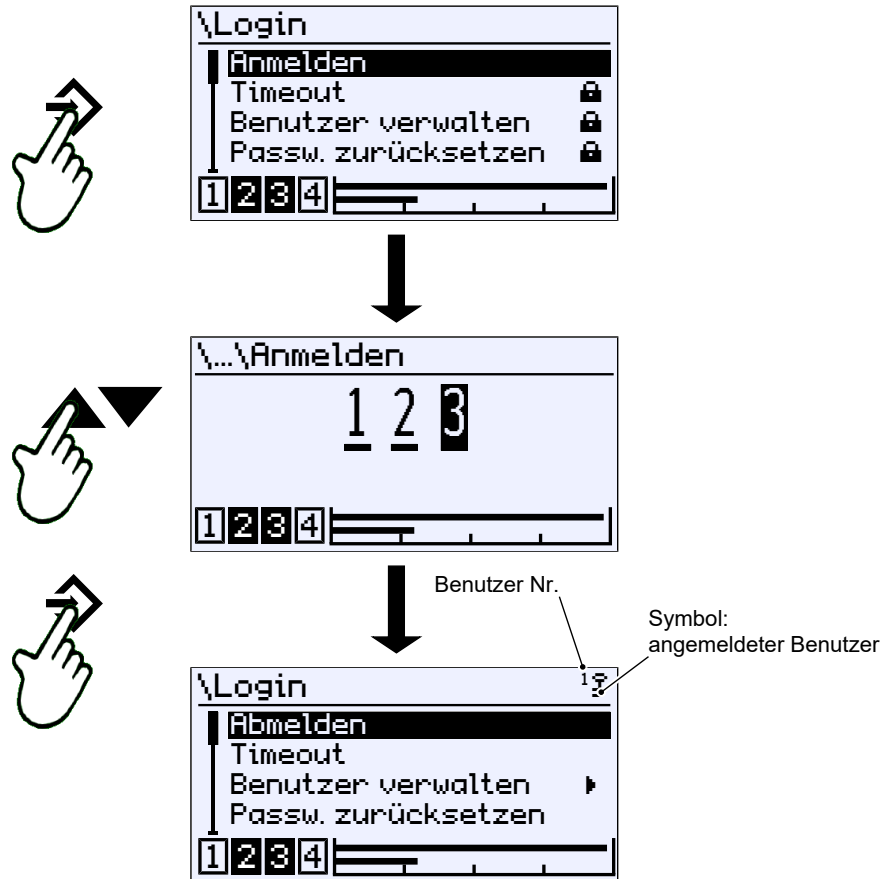 \Login
Anmelden
Timeout
Benutzer verwalten
Passw. zurücksetzen
1 2 3 4
\...\Anmelden
1 2 3
1 2 3 4
Benutzer Nr.
Symbol:
angemeldeter Benutzer
\Login 1
Abmelden
Timeout
Benutzer verwalten
Passw. zurücksetzen
1 2 3 4